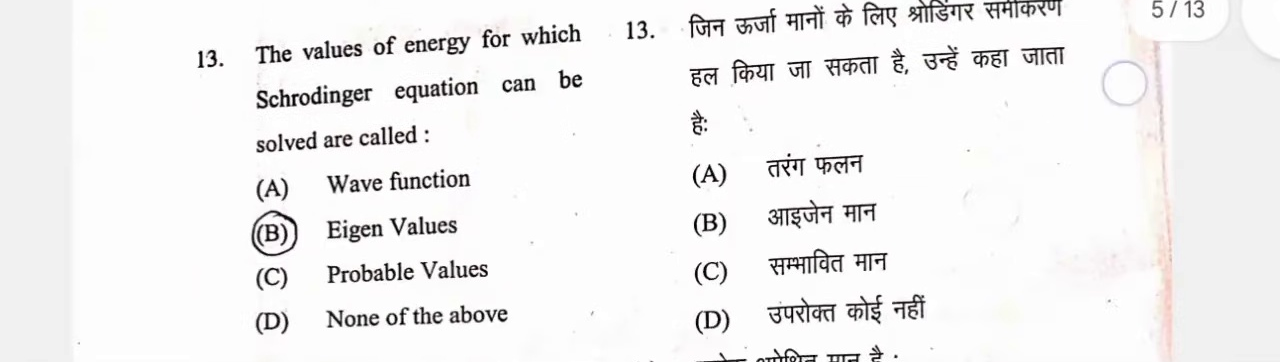 5 / 13
13. The values of energy for which
Schrodinger equation can be
solved are called :
(A) Wave function
(B) Eigen Values
(C) Probable Values
(D) None of the above
13. जिन ऊर्जा मानों के लिए श्रोडिंगर समीकरण
हल किया जा सकता है, उन्हें कहा जाता
है:
(A) तरंग फलन
(B) आइजेन मान
(C) सम्भावित मान
(D) उपरोक्त कोई नहीं
मान है :